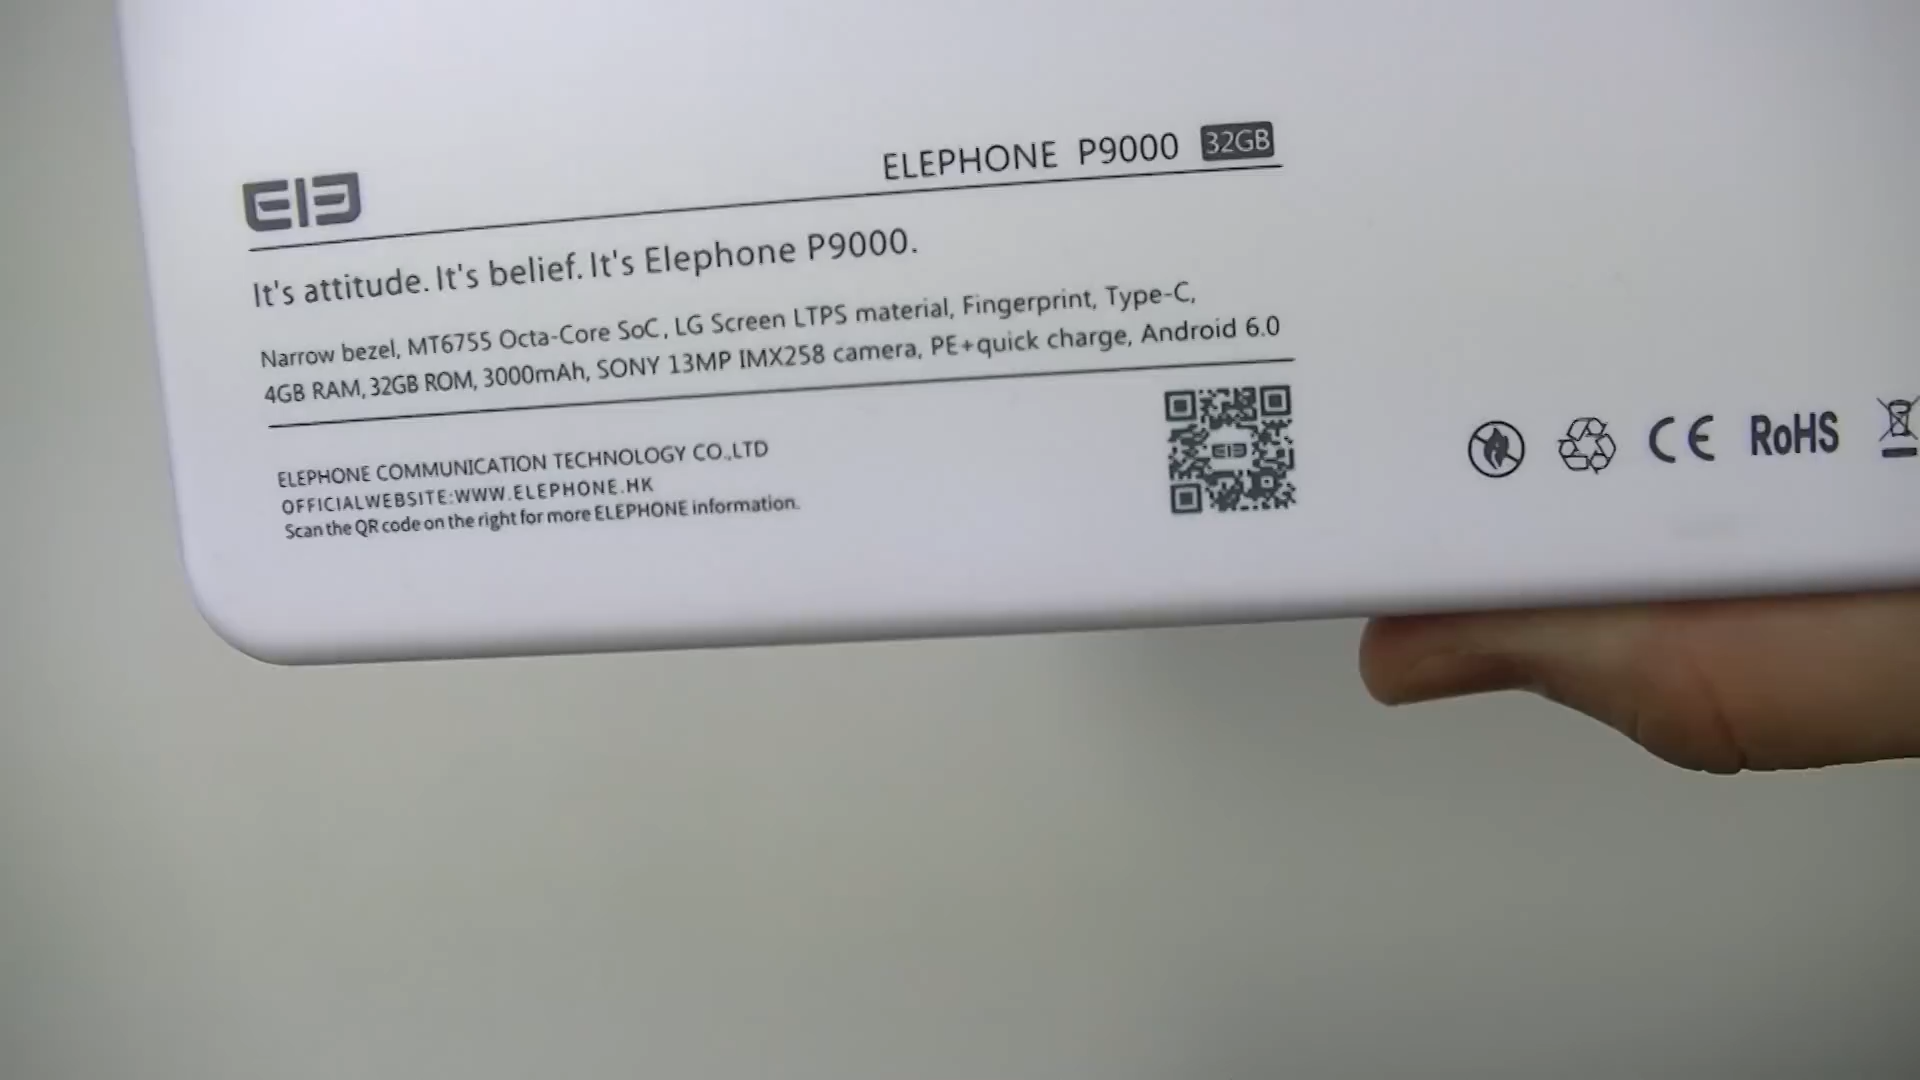 ELE
ELEPHONE P9000 32GB
It's attitude. It's belief. It's Elephone P9000.
Narrow bezel, MT6755 Octa-Core SoC, LG Screen LTPS material, Fingerprint, Type-C,
4GB RAM, 32GB ROM, 3000mAh, SONY 13MP IMX258 camera, PE+quick charge, Android 6.0
ELEPHONE COMMUNICATION TECHNOLOGY CO.,LTD
OFFICIALWEBSITE:WWW.ELEPHONE.HK
Scan the QR code on the right for more ELEPHONE information.
ELE
CE RoHS